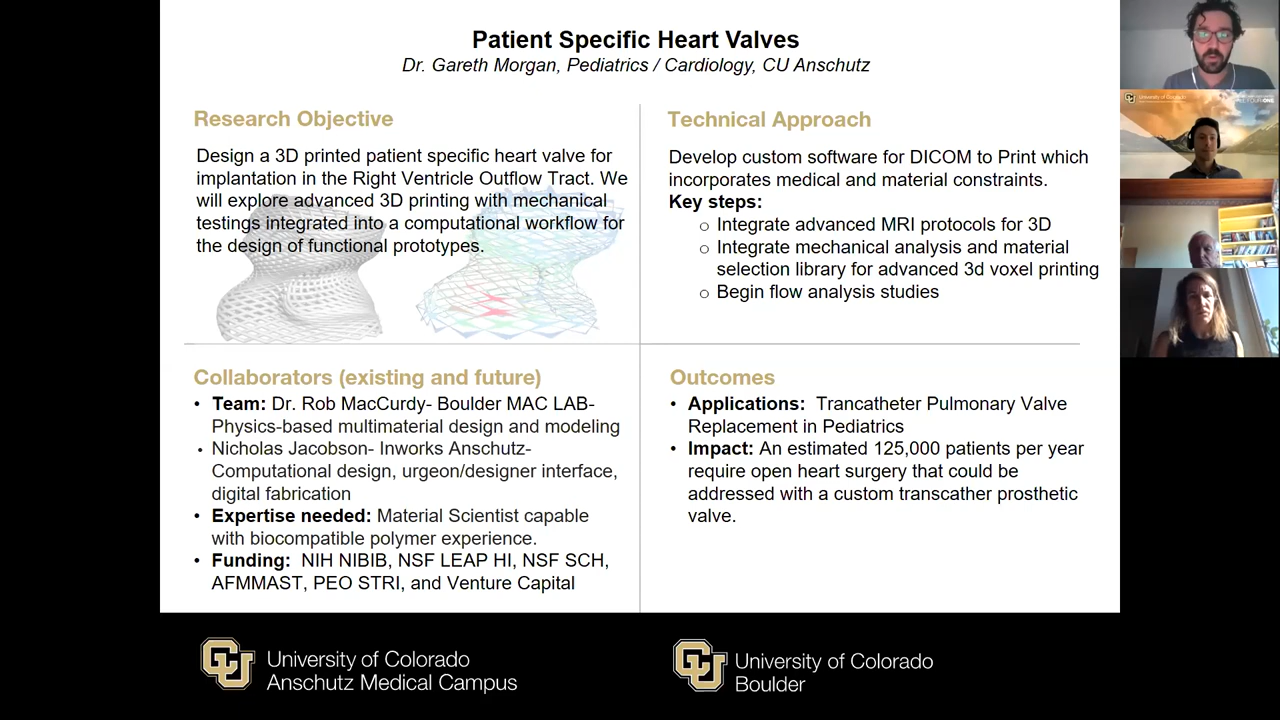 Patient Specific Heart Valves
Dr. Gareth Morgan, Pediatrics / Cardiology, CU Anschutz
Research Objective
Design a 3D printed patient specific heart valve for
implantation in the Right Ventricle Outflow Tract. We
will explore advanced 3D printing with mechanical
testings integrated into a computational workflow for
the design of functional prototypes.
Technical Approach
Develop custom software for DICOM to Print which
incorporates medical and material constraints.
Key steps:
○ Integrate advanced MRI protocols for 3D
○ Integrate mechanical analysis and material
selection library for advanced 3d voxel printing
○ Begin flow analysis studies
Collaborators (existing and future)
• Team: Dr. Rob MacCurdy- Boulder MAC LAB-
Physics-based multimaterial design and modeling
• Nicholas Jacobson- Inworks Anschutz-
Computational design, urgeon/designer interface,
digital fabrication
• Expertise needed: Material Scientist capable
with biocompatible polymer experience.
• Funding: NIH NIBIB, NSF LEAP HI, NSF SCH,
AFMMAST, PEO STRI, and Venture Capital
Outcomes
• Applications: Trancatheter Pulmonary Valve
Replacement in Pediatrics
• Impact: An estimated 125,000 patients per year
require open heart surgery that could be
addressed with a custom transcather prosthetic
valve.
CU
University of Colorado
Anschutz Medical Campus
CU
University of Colorado
Boulder
University of Colorado